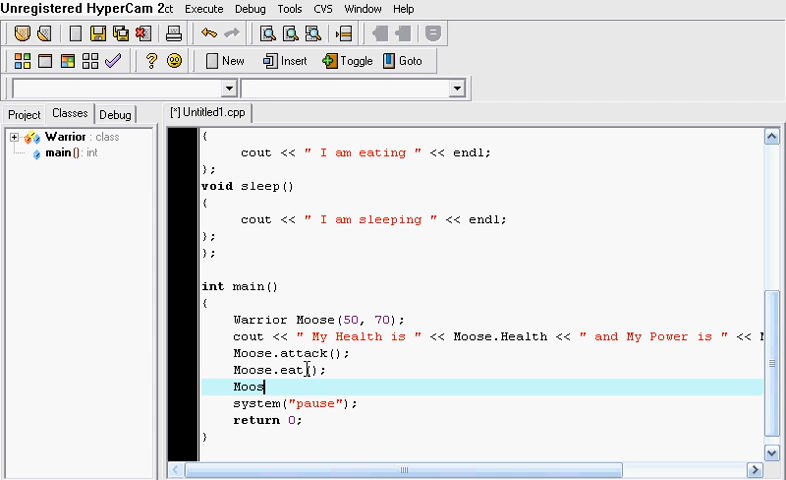 Unregistered HyperCam 2ct Execute Debug Tools CVS Window Help
New Insert Toggle Goto
Project Classes Debug
[*] Untitled1.cpp
Warrior : class
main() : int
{
cout << " I am eating " << endl;
};
void sleep()
{
cout << " I am sleeping " << endl;
};
};
int main()
{
Warrior Moose(50, 70);
cout << " My Health is " << Moose.Health << " and My Power is " <<
Moose.attack();
Moose.eat();
Moos
system("pause");
return 0;
}